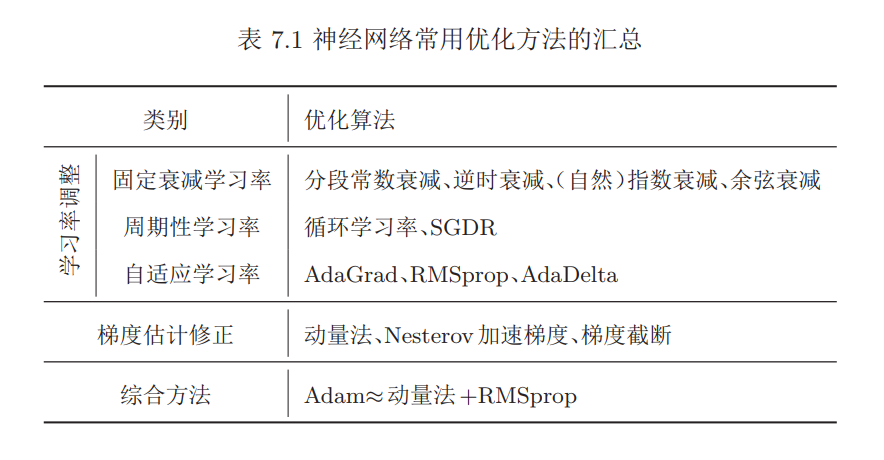 表 7.1 神经网络常用优化方法的汇总
类别 优化算法
学习率调整
固定衰减学习率 分段常数衰减、逆时衰减、（自然）指数衰减、余弦衰减
周期性学习率 循环学习率、SGDR
自适应学习率 AdaGrad、RMSprop、AdaDelta
梯度估计修正 动量法、Nesterov 加速梯度、梯度截断
综合方法 Adam≈动量法+RMSprop